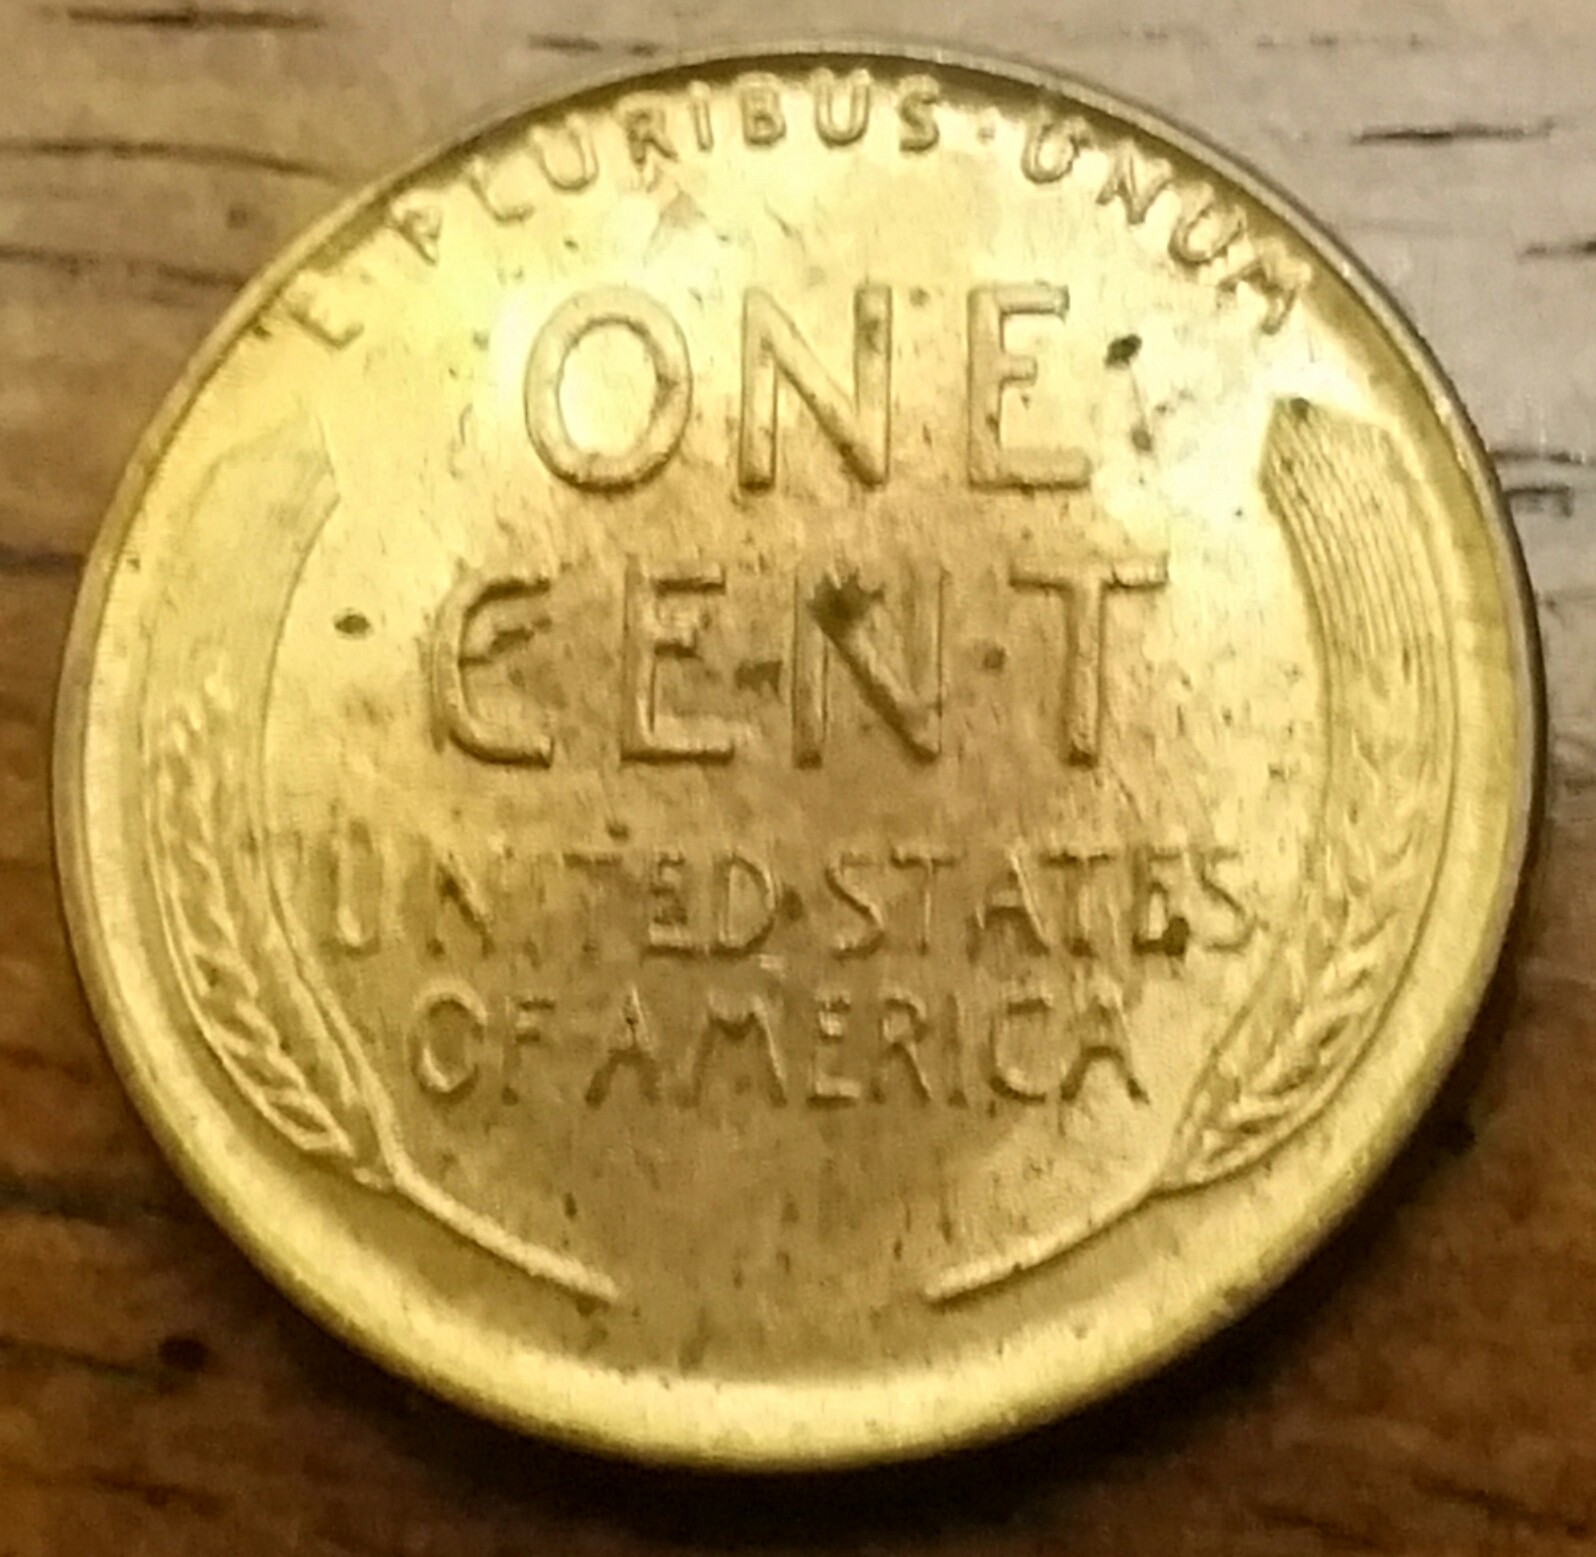 E·PLURIBUS·UNUM
ONE
CENT
UNITED·STATES
OF AMERICA